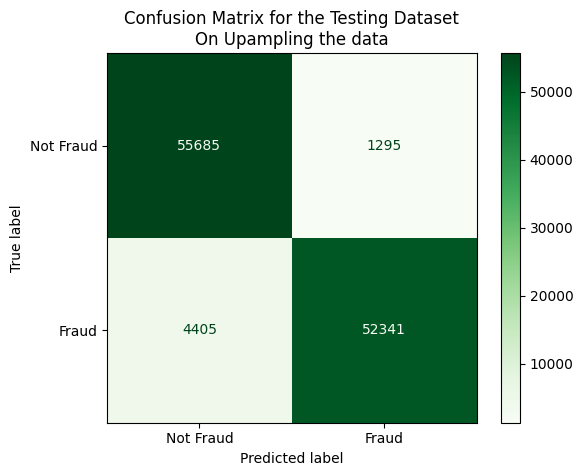 Confusion Matrix for the Testing Dataset
On Upampling the data
50000
Not Fraud
55685
1295
40000
True label
30000
20000
Fraud
4405
52341
10000
Not Fraud
Fraud
Predicted label